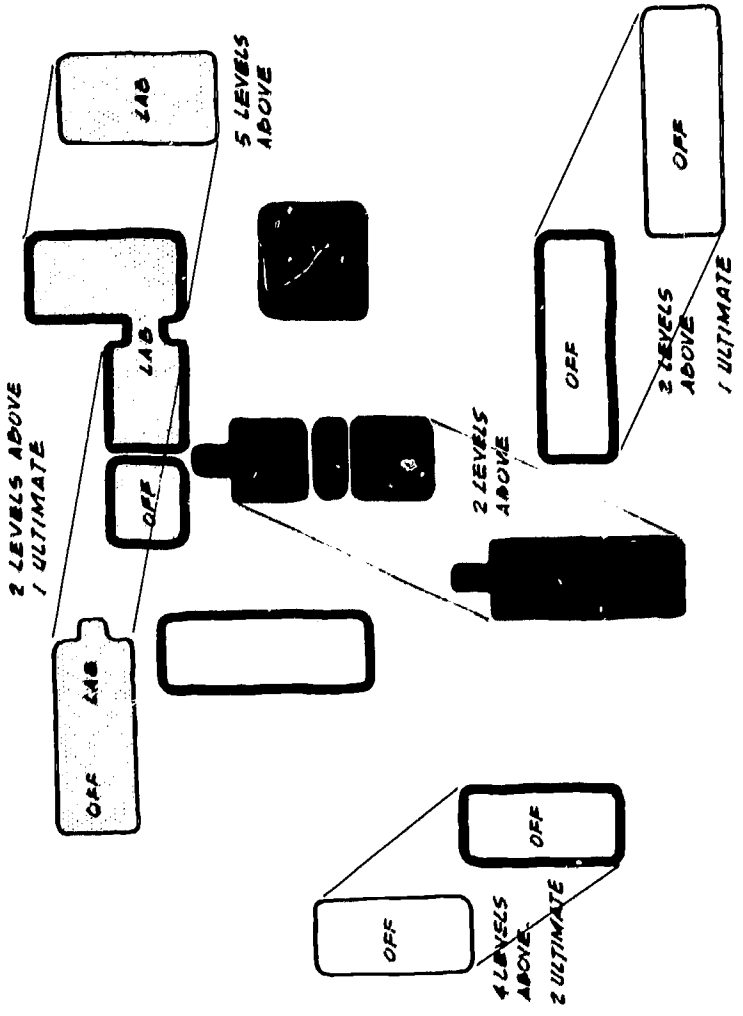 2 LEVELS ABOVE
1 ULTIMATE
OFF LAB
OFF
LAB
LAB
5 LEVELS
ABOVE
OFF
4 LEVELS
ABOVE
2 ULTIMATE
OFF
2 LEVELS
ABOVE
OFF
2 LEVELS
ABOVE
1 ULTIMATE
OFF